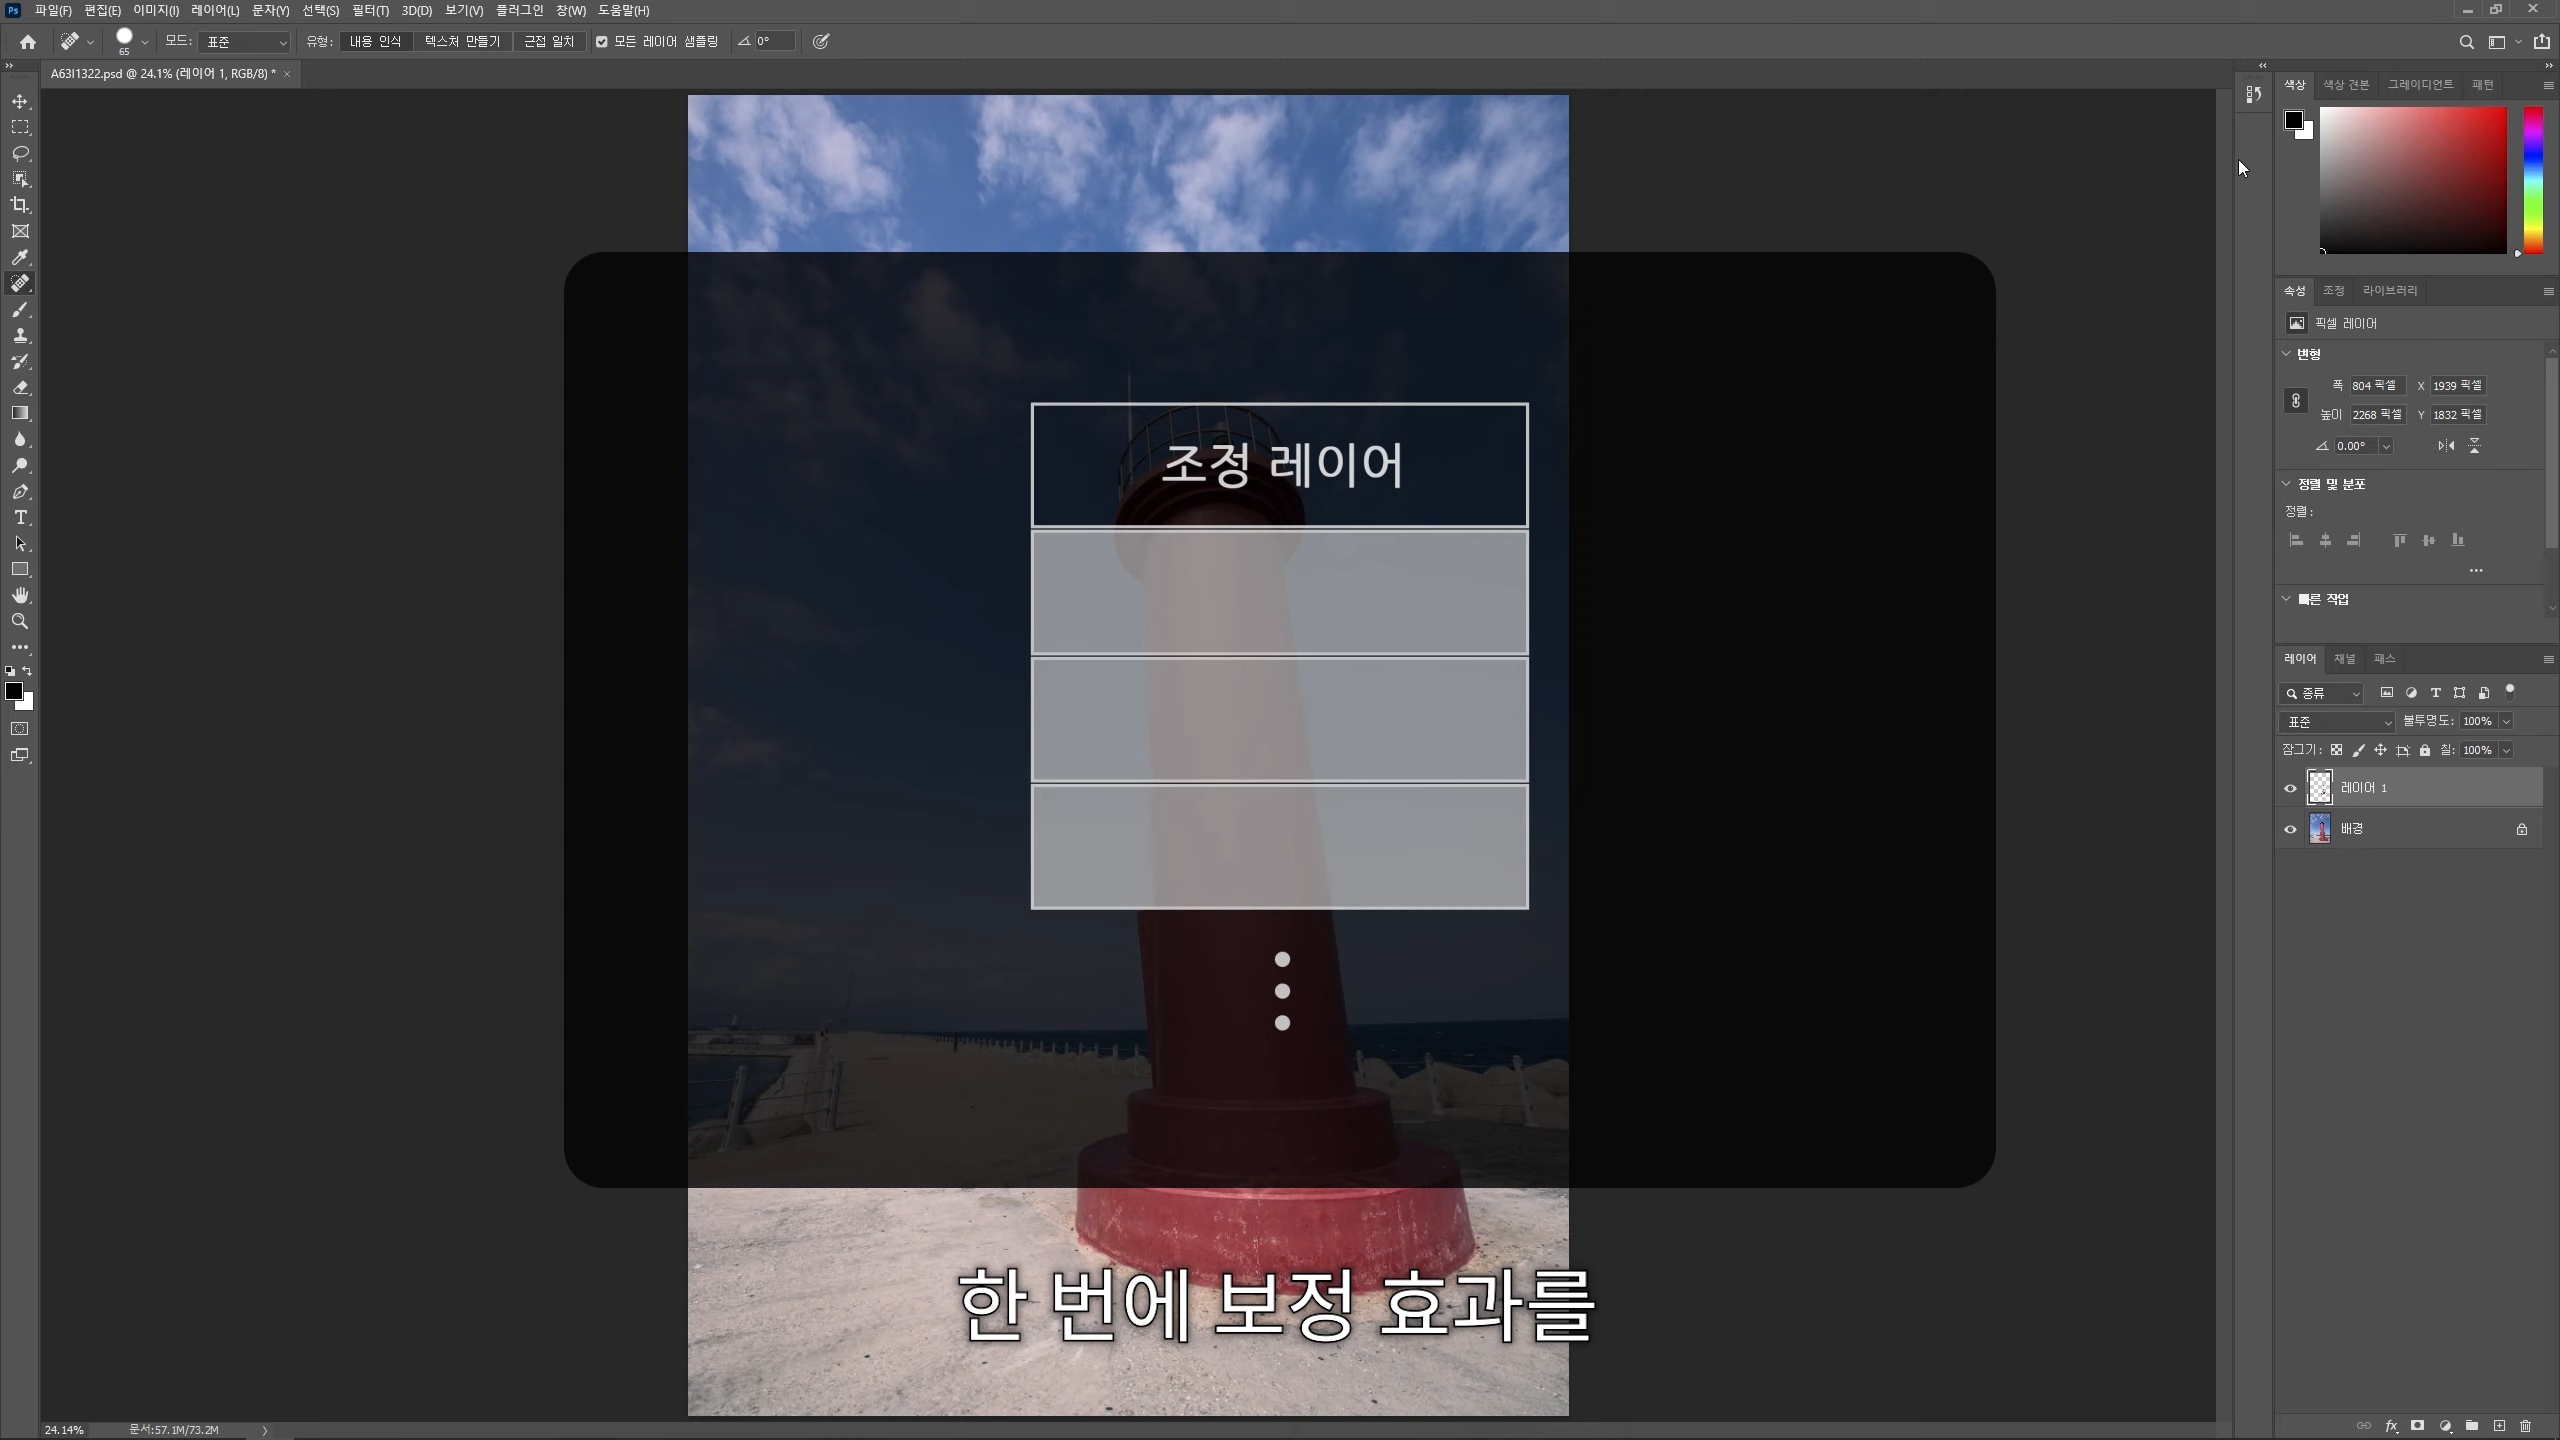 Ps 파일(F) 편집(E) 이미지(I) 레이어(L) 문자(Y) 선택(S) 필터(T) 3D(D) 보기(V) 플러그인 창(W) 도움말(H)
65 모드: 표준 유형: 내용 인식 텍스처 만들기 근접 일치 모든 레이어 샘플링 0°
A63I1322.psd @ 24.1% (레이어 1, RGB/8) *
색상 색상 견본 그레이디언트 패턴
속성 조정 라이브러리
픽셀 레이어
변형
폭 804 픽셀 X 1939 픽셀
높이 2268 픽셀 Y 1832 픽셀
0.00°
정렬 및 분포
정렬:
빠른 작업
레이어 채널 패스
종류
표준 불투명도: 100%
잠그기: 칠: 100%
레이어 1
배경
조정 레이어
한 번에 보정 효과를
24.14% 문서:57.1M/73.2M
fx